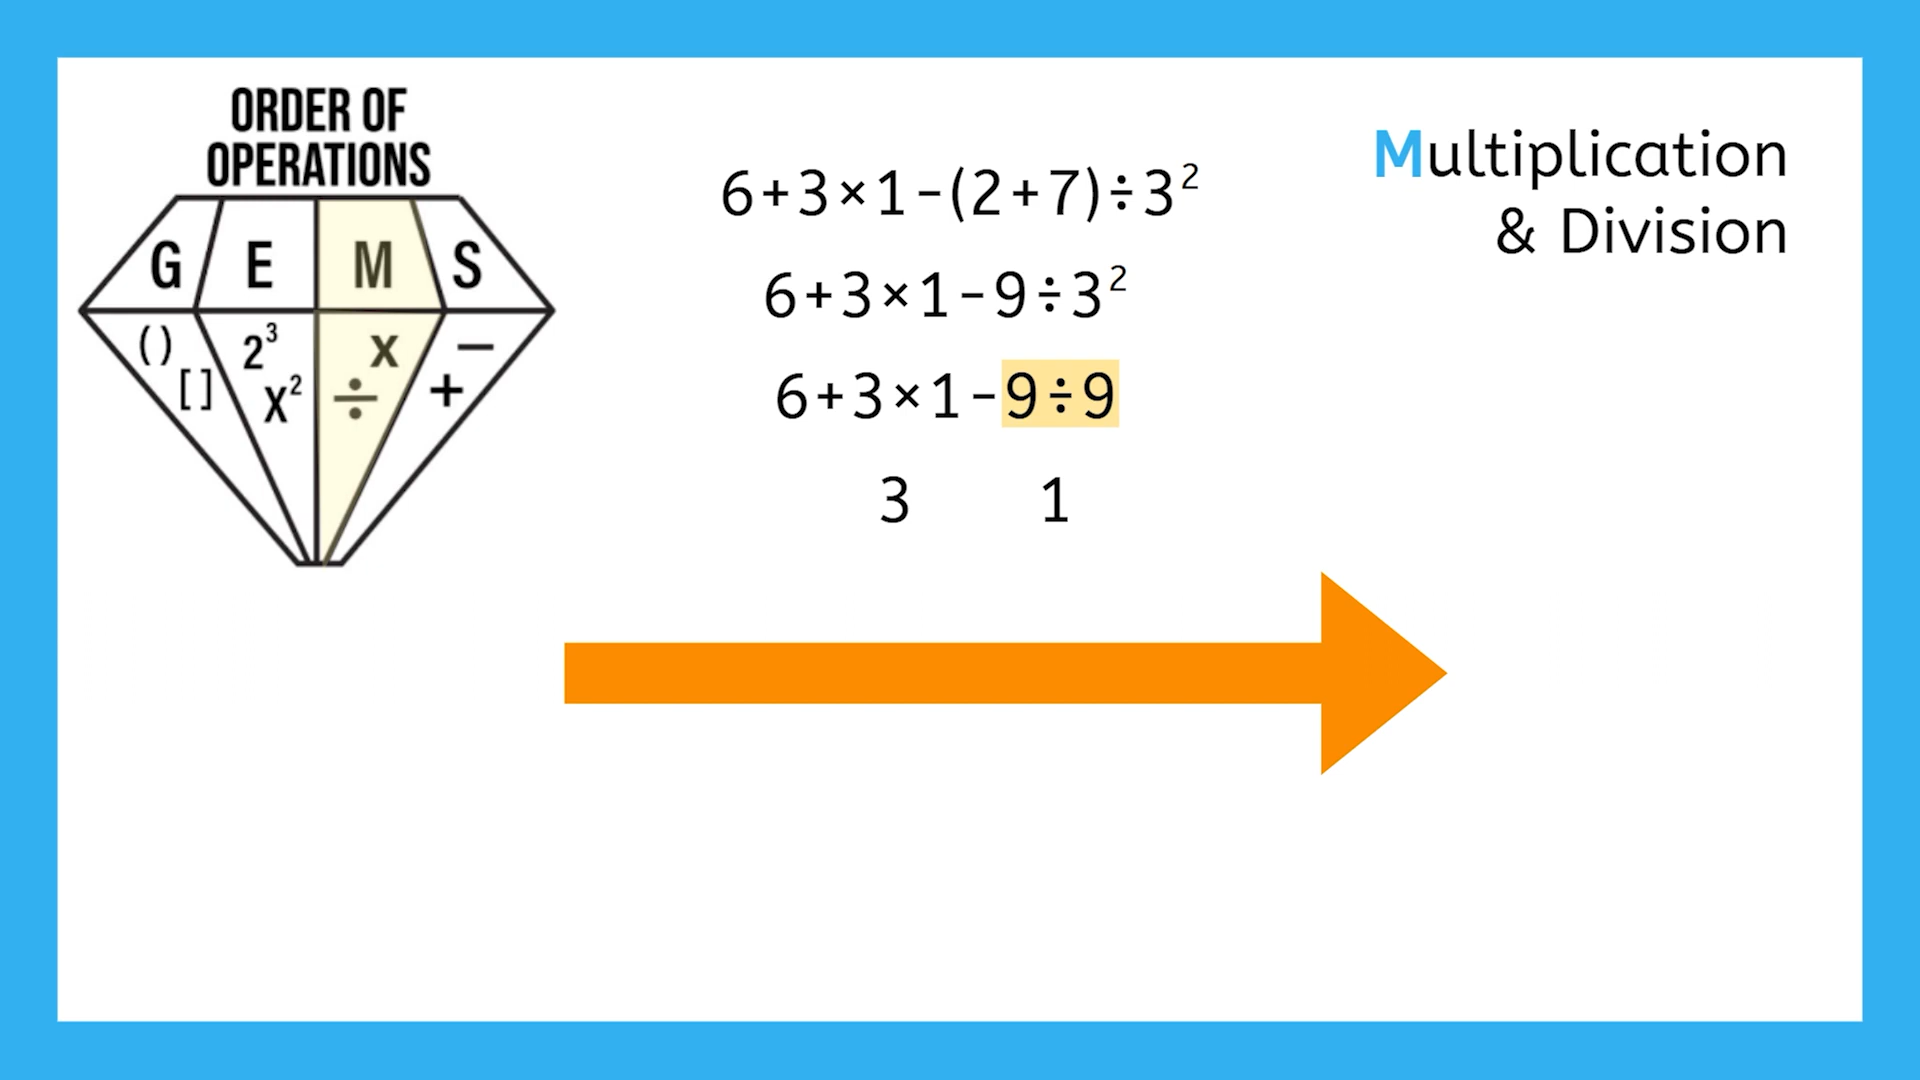 ORDER OF
OPERATIONS
G E M S
( ) 2³ x −
[ ] X² ÷ +
6+3×1−(2+7)÷3²
6+3×1−9÷3²
6+3×1−9÷9
3 1
Multiplication
& Division